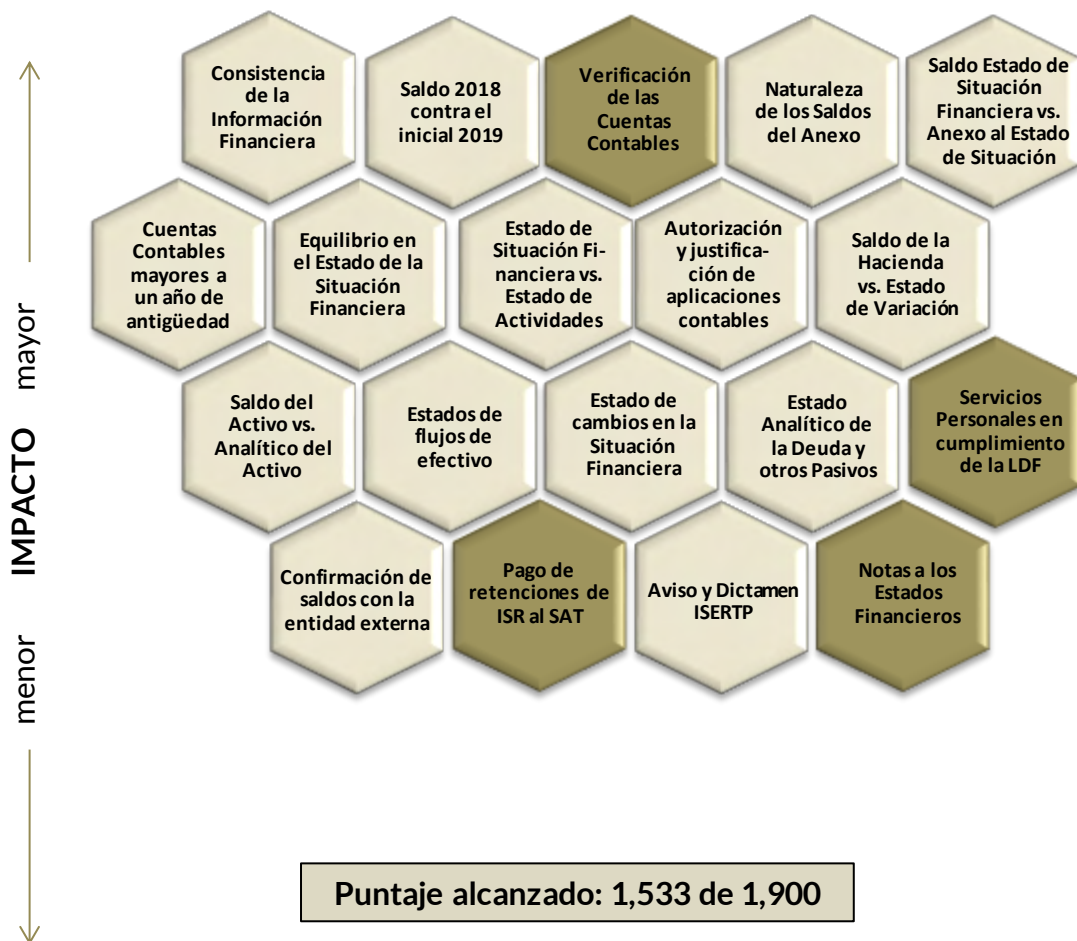 Consistencia
de la
Información
Financiera
Saldo 2018
contra el
inicial 2019
Verificación
de las
Cuentas
Contables
Naturaleza
de los Saldos
del Anexo
Saldo Estado de
Situación
Financiera vs.
Anexo al Estado
de Situación
Cuentas
Contables
mayores a
un año de
antigüedad
Equilibrio en
el Estado de la
Situación
Financiera
Estado de
Situación Fi-
nanciera vs.
Estado de
Actividades
Autorización
y justifica-
ción de
aplicaciones
contables
Saldo de la
Hacienda
vs. Estado
de Variación
Saldo del
Activo vs.
Analítico del
Activo
Estados de
flujos de
efectivo
Estado de
cambios en la
Situación
Financiera
Estado
Analítico de
la Deuda y
otros Pasivos
Servicios
Personales en
cumplimiento
de la LDF
Confirmación de
saldos con la
entidad externa
Pago de
retenciones de
ISR al SAT
Aviso y Dictamen
ISERTP
Notas a los
Estados
Financieros
menor IMPACTO mayor
Puntaje alcanzado: 1,533 de 1,900